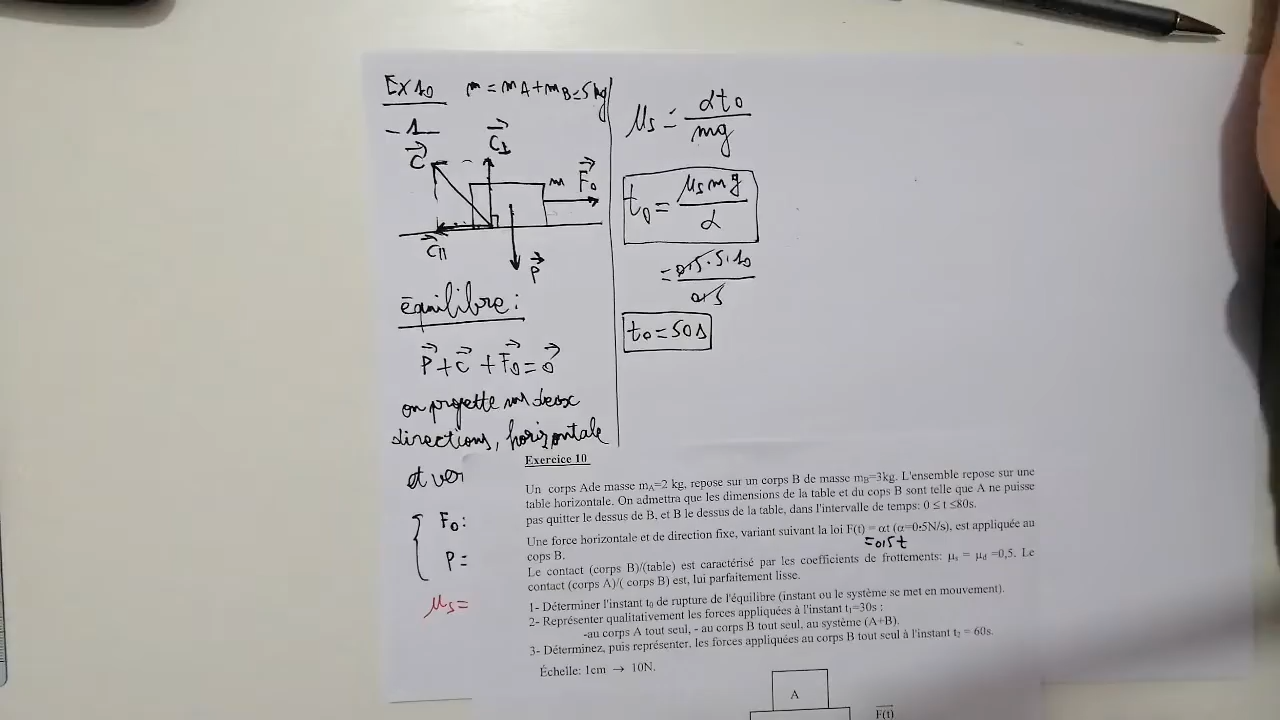 Ex 10 m = mA + mB = 5kg
- 1
C⃗ C⃗⊥
m F⃗0
C⃗||
P⃗
équilibre:
P⃗ + C⃗ + F⃗0 = 0⃗
on projette sur deux
directions, horizontale
et ver
{ F0:
P =
μs =
μs = αt0 / mg
t0 = μs m g / α
= 0,5 . 5 . 10 / 0,5
t0 = 50s
Exercice 10
Un corps Ade masse mA=2 kg, repose sur un corps B de masse mB=3kg. L'ensemble repose sur une
table horizontale. On admettra que les dimensions de la table et du cops B sont telle que A ne puisse
pas quitter le dessus de B, et B le dessus de la table, dans l'intervalle de temps: 0 ≤ t ≤80s.
Une force horizontale et de direction fixe, variant suivant la loi F(t) = αt (α=0.5N/s), est appliquée au
cops B.
=0,5 t
Le contact (corps B)/(table) est caractérisé par les coefficients de frottements: μs = μd =0,5. Le
contact (corps A)/( corps B) est, lui parfaitement lisse.
1- Déterminer l'instant t0 de rupture de l'équilibre (instant ou le système se met en mouvement).
2- Représenter qualitativement les forces appliquées à l'instant t1=30s :
-au corps A tout seul, - au corps B tout seul, au système (A+B).
3- Déterminez, puis représenter, les forces appliquées au corps B tout seul à l'instant t2 = 60s.
Échelle: 1cm → 10N.
A
F(t)